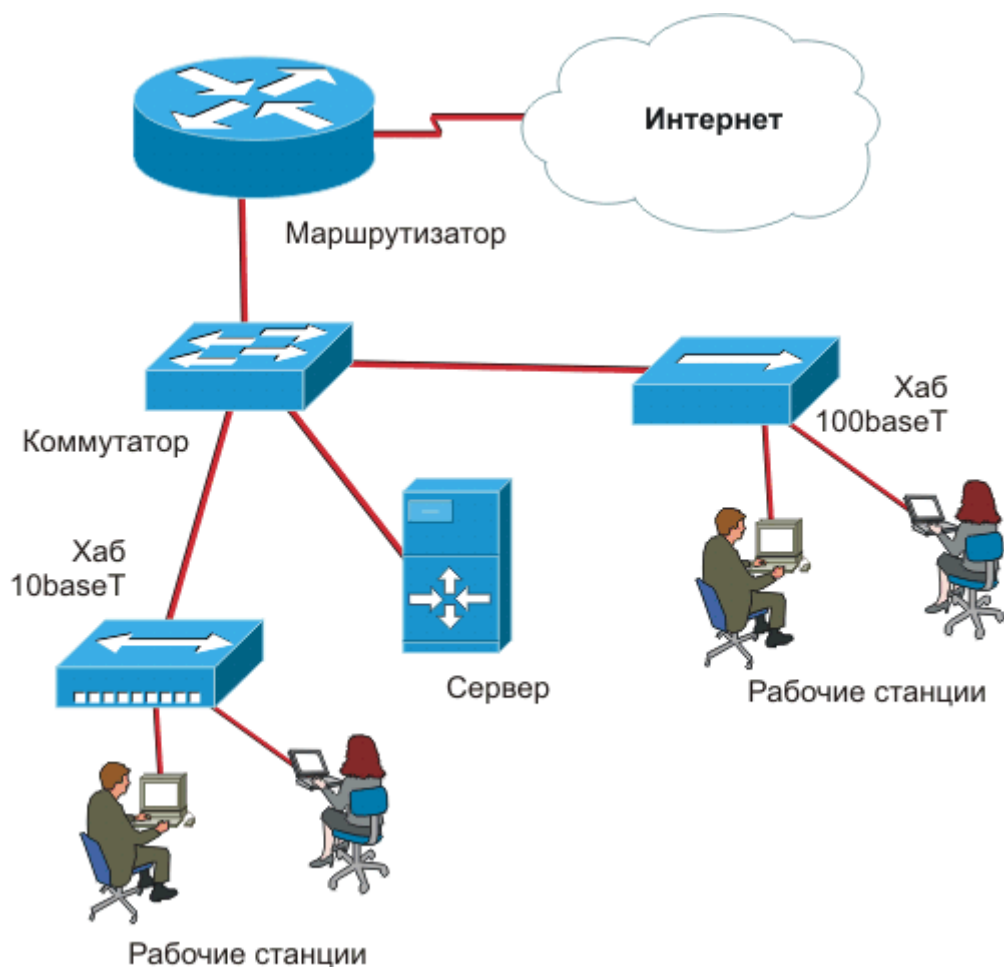 Интернет
Маршрутизатор
Хаб
100baseT
Коммутатор
Хаб
10baseT
Сервер
Рабочие станции
Рабочие станции